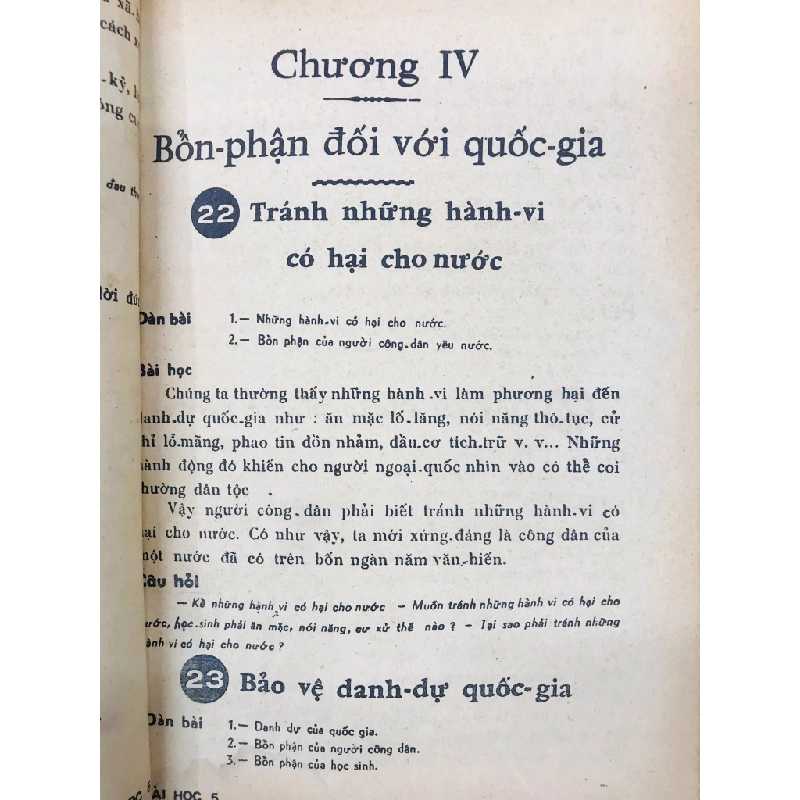 xũ
cách
kỷ,
đau
lời
Chương IV
Bổn-phận đối với quốc-gia
22 Tránh những hành-vi
có hại cho nước
Dàn bài 1.— Những hành-vi có hại cho nước.
2.— Bổn phận của người công-dân yêu nước.
Bài học
Chúng ta thường thấy những hành-vi làm phương hại đến
danh-dự quốc-gia như : ăn mặc lố-lăng, nói năng thô-tục, cử
chỉ lỗ-mãng, phao tin đồn nhảm, đầu-cơ tích-trữ v. v... Những
hành động đó khiến cho người ngoại-quốc nhìn vào có thể coi
thường dân tộc .
Vậy người công-dân phải biết tránh những hành-vi có
hại cho nước. Có như vậy, ta mới xứng-đáng là công dân của
một nước đã có trên bốn ngàn năm văn-hiến.
Câu hỏi
— Kể những hành vi có hại cho nước — Muốn tránh những hành vi có hại cho
nước, học-sinh phải ăn mặc, nói năng, cư xử thế nào ? — Tại sao phải tránh những
hành vi có hại cho nước ?
23 Bảo vệ danh-dự quốc-gia
Dàn bài 1.— Danh dự của quốc gia.
2.— Bổn phận của người công dân.
3.— Bổn phận của học sinh.
ÀI HỌC 5